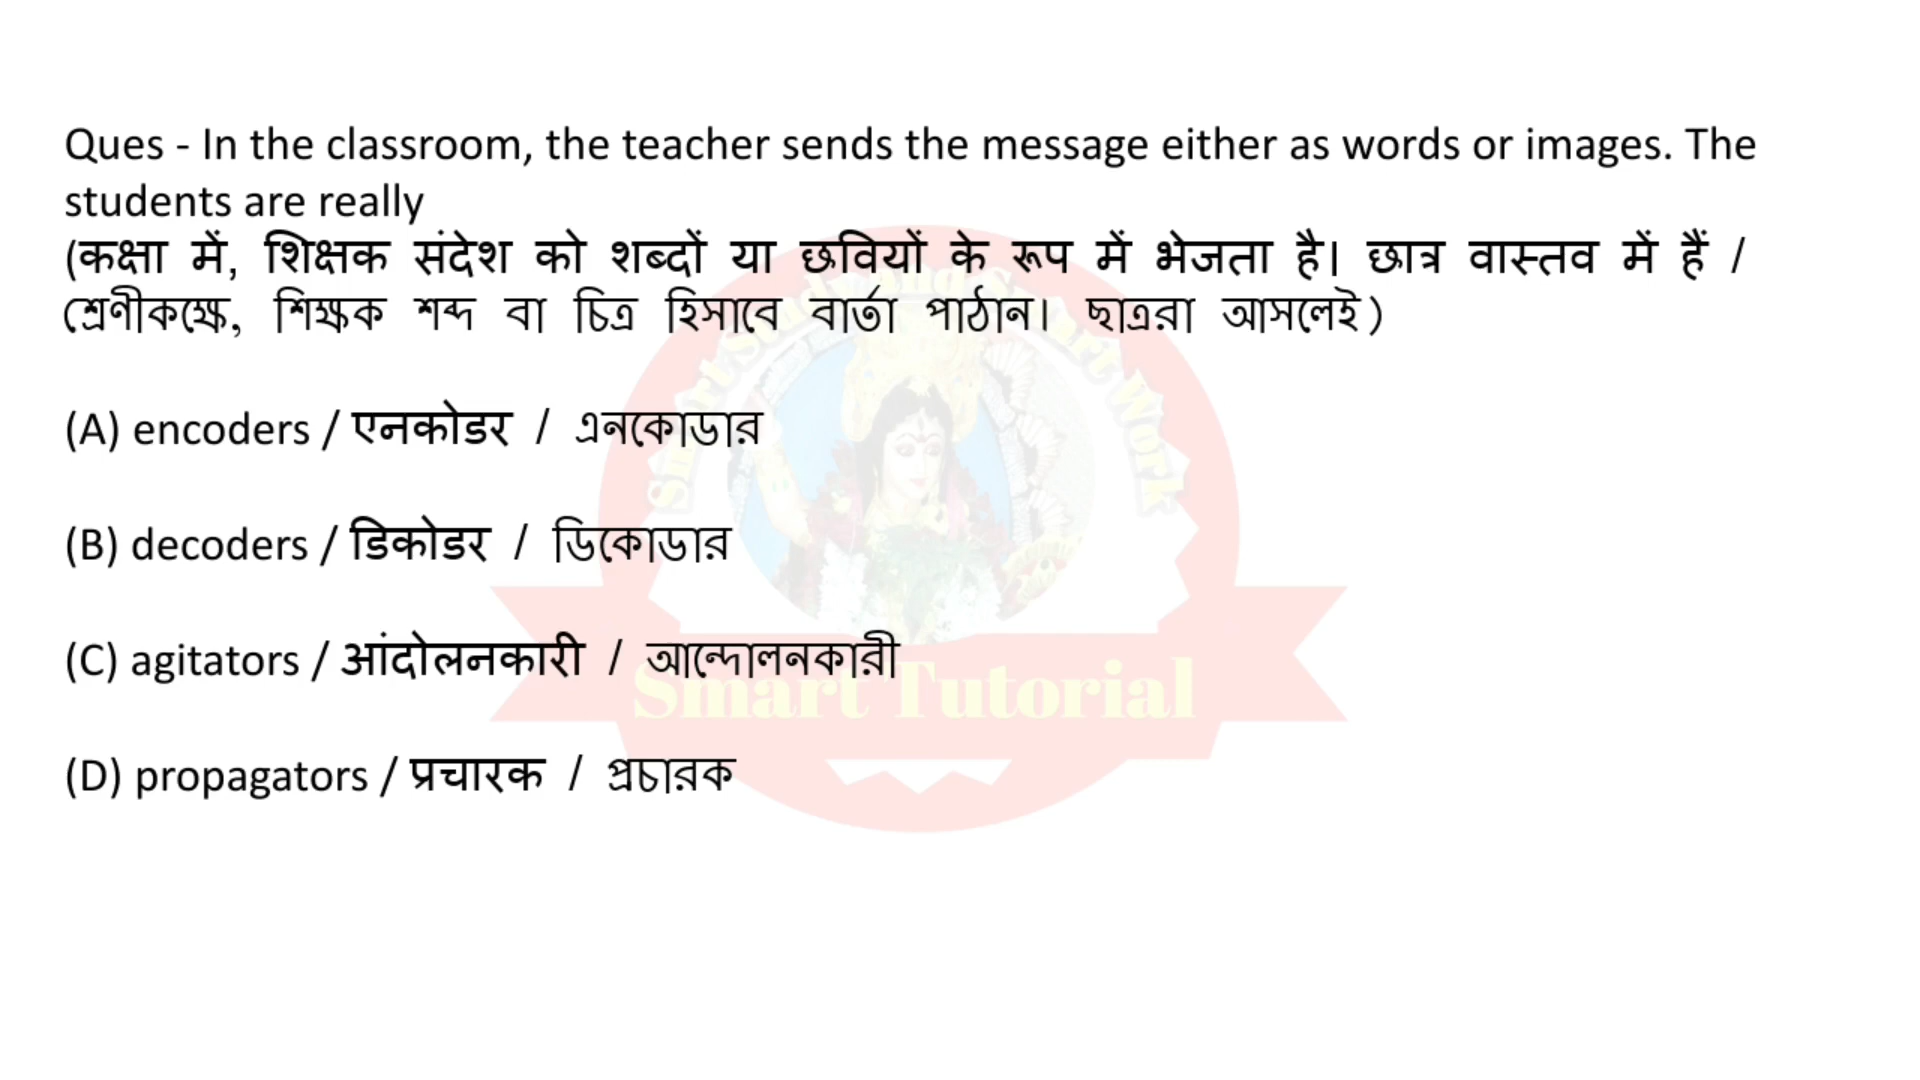 Ques - In the classroom, the teacher sends the message either as words or images. The
students are really
(कक्षा में, शिक्षक संदेश को शब्दों या छवियों के रूप में भेजता है। छात्र वास्तव में हैं /
শ্রেণীকক্ষে, শিক্ষক শব্দ বা চিত্র হিসাবে বার্তা পাঠান। ছাত্ররা আসলেই)
(A) encoders / एनकोडर / এনকোডার
(B) decoders / डिकोडर / ডিকোডার
(C) agitators / आंदोलनकारी / আন্দোলনকারী
Smart Tutorial
(D) propagators / प्रचारक / প্রচারক